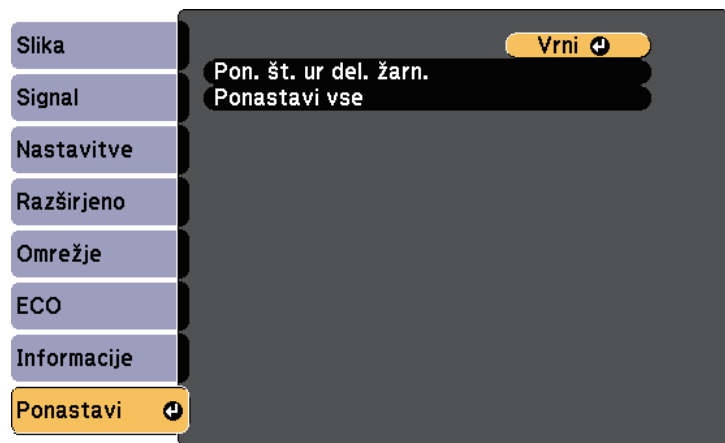 Slika
Signal
Nastavitve
Razširjeno
Omrežje
ECO
Informacije
Ponastavi
Vrni
Pon. št. ur del. žarn.
Ponastavi vse